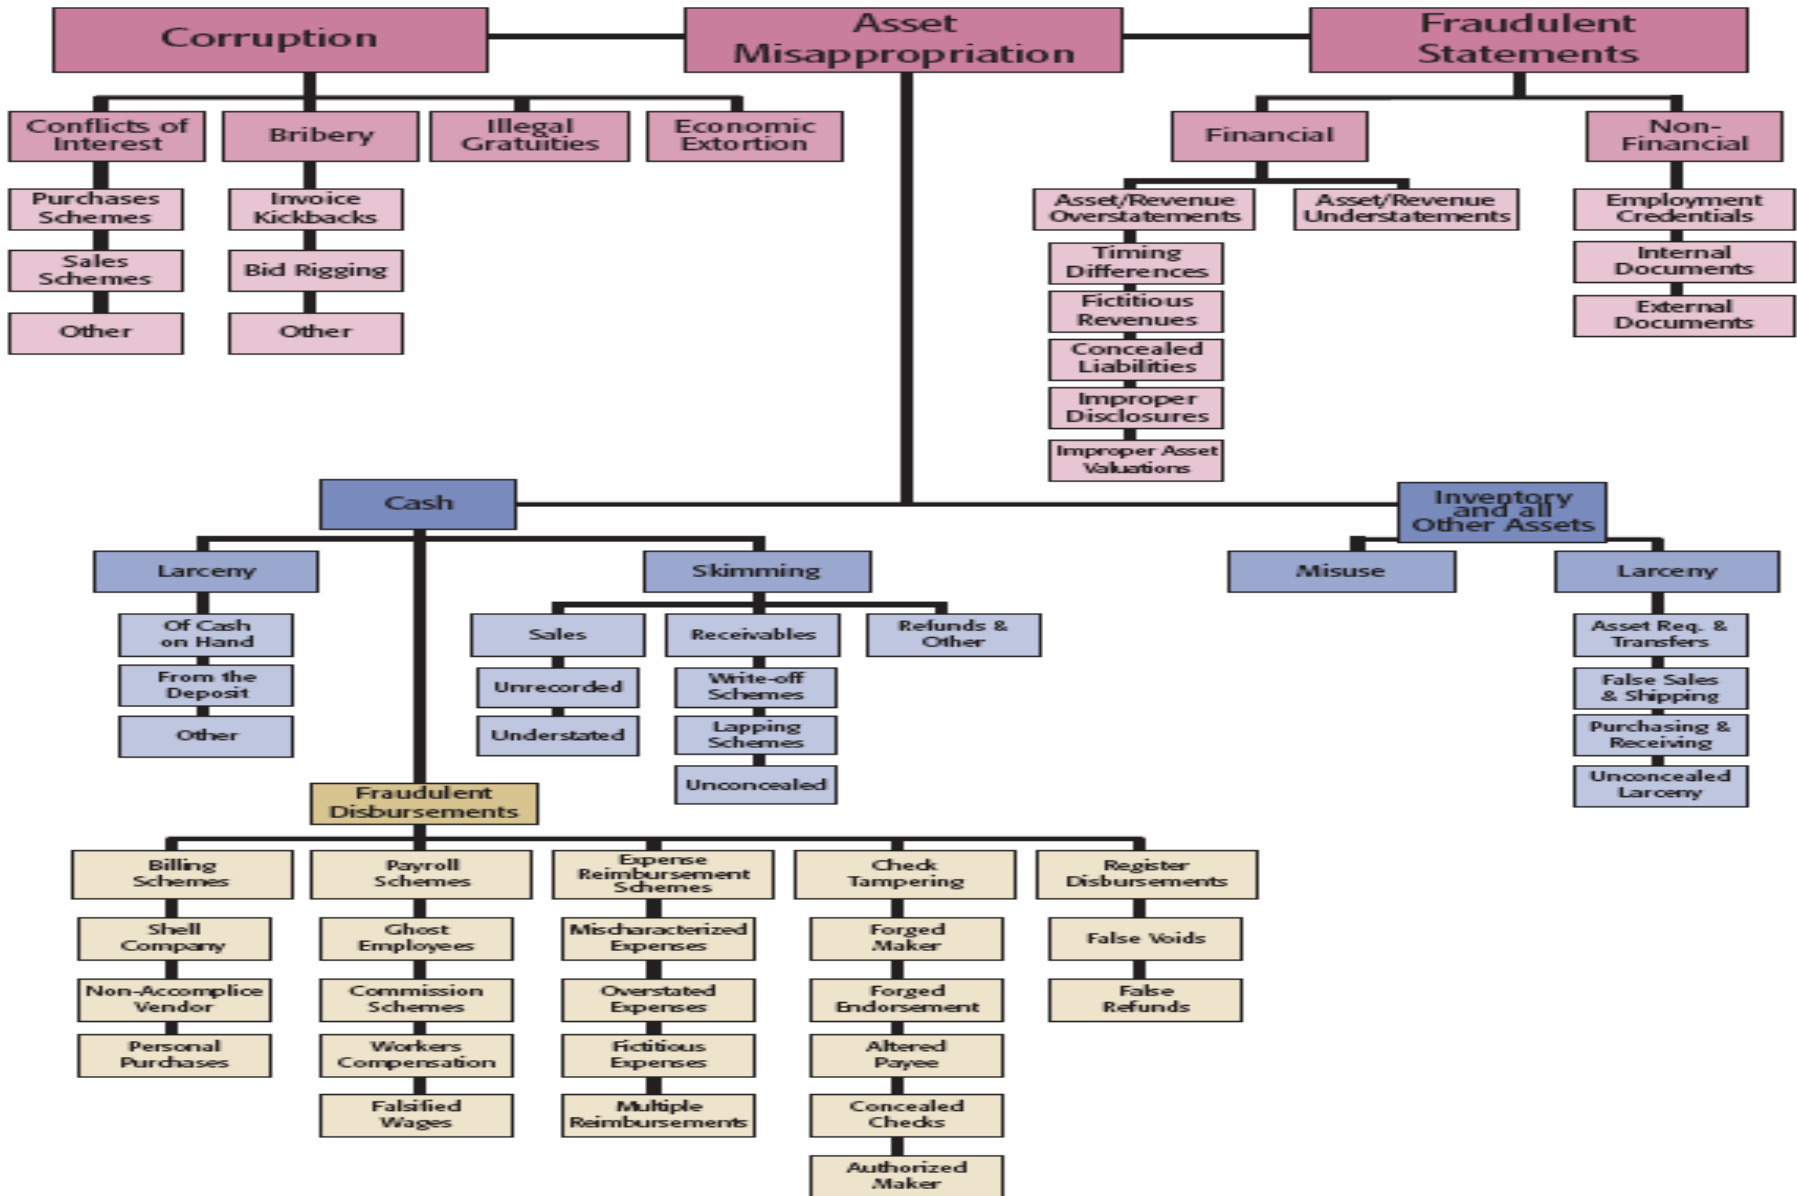 Corruption
Asset
Misappropriation
Fraudulent
Statements
Conflicts of
Interest
Bribery
Illegal
Gratuities
Economic
Extortion
Financial
Non-
Financial
Purchases
Schemes
Sales
Schemes
Other
Invoice
Kickbacks
Bid Rigging
Other
Asset/Revenue
Overstatements
Asset/Revenue
Understatements
Timing
Differences
Fictitious
Revenues
Concealed
Liabilities
Improper
Disclosures
Improper Asset
Valuations
Employment
Credentials
Internal
Documents
External
Documents
Cash
Inventory
and all
Other Assets
Larceny
Skimming
Misuse
Larceny
Of Cash
on Hand
From the
Deposit
Other
Sales
Unrecorded
Understated
Receivables
Write-off
Schemes
Lapping
Schemes
Unconcealed
Refunds &
Other
Asset Req. &
Transfers
False Sales
& Shipping
Purchasing &
Receiving
Unconcealed
Larceny
Fraudulent
Disbursements
Billing
Schemes
Shell
Company
Non-Accomplice
Vendor
Personal
Purchases
Payroll
Schemes
Ghost
Employees
Commission
Schemes
Workers
Compensation
Falsified
Wages
Expense
Reimbursement
Schemes
Mischaracterized
Expenses
Overstated
Expenses
Fictitious
Expenses
Multiple
Reimbursements
Check
Tampering
Forged
Maker
Forged
Endorsement
Altered
Payee
Concealed
Checks
Authorized
Maker
Register
Disbursements
False Voids
False
Refunds